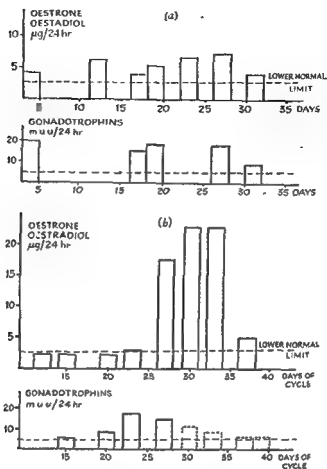 OESTRONE (a)
OESTADIOL
µg/24 hr
10
5
LOWER NORMAL
LIMIT
5 10 15 20 25 30 35 DAYS
GONADOTROPHINS
m u u/24 hr
20
10
5 10 15 20 25 30 35 DAYS
OESTRONE (b)
OESTRADIOL
µg/24 hr
20
15
10
5
LOWER NORMAL
LIMIT
15 20 25 30 35 40 DAYS OF
CYCLE
GONADOTROPHINS
m u u/24 hr
20
10
15 20 25 30 35 40 DAYS OF
CYCLE